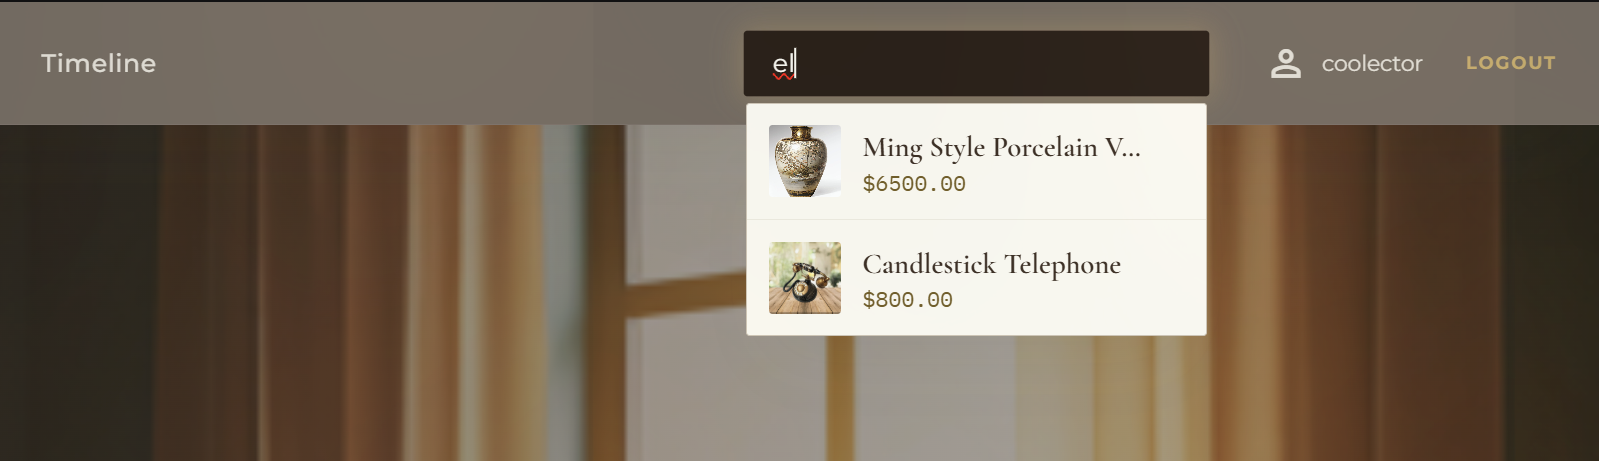 Timeline
el
coolector
LOGOUT
Ming Style Porcelain V...
$6500.00
Candlestick Telephone
$800.00